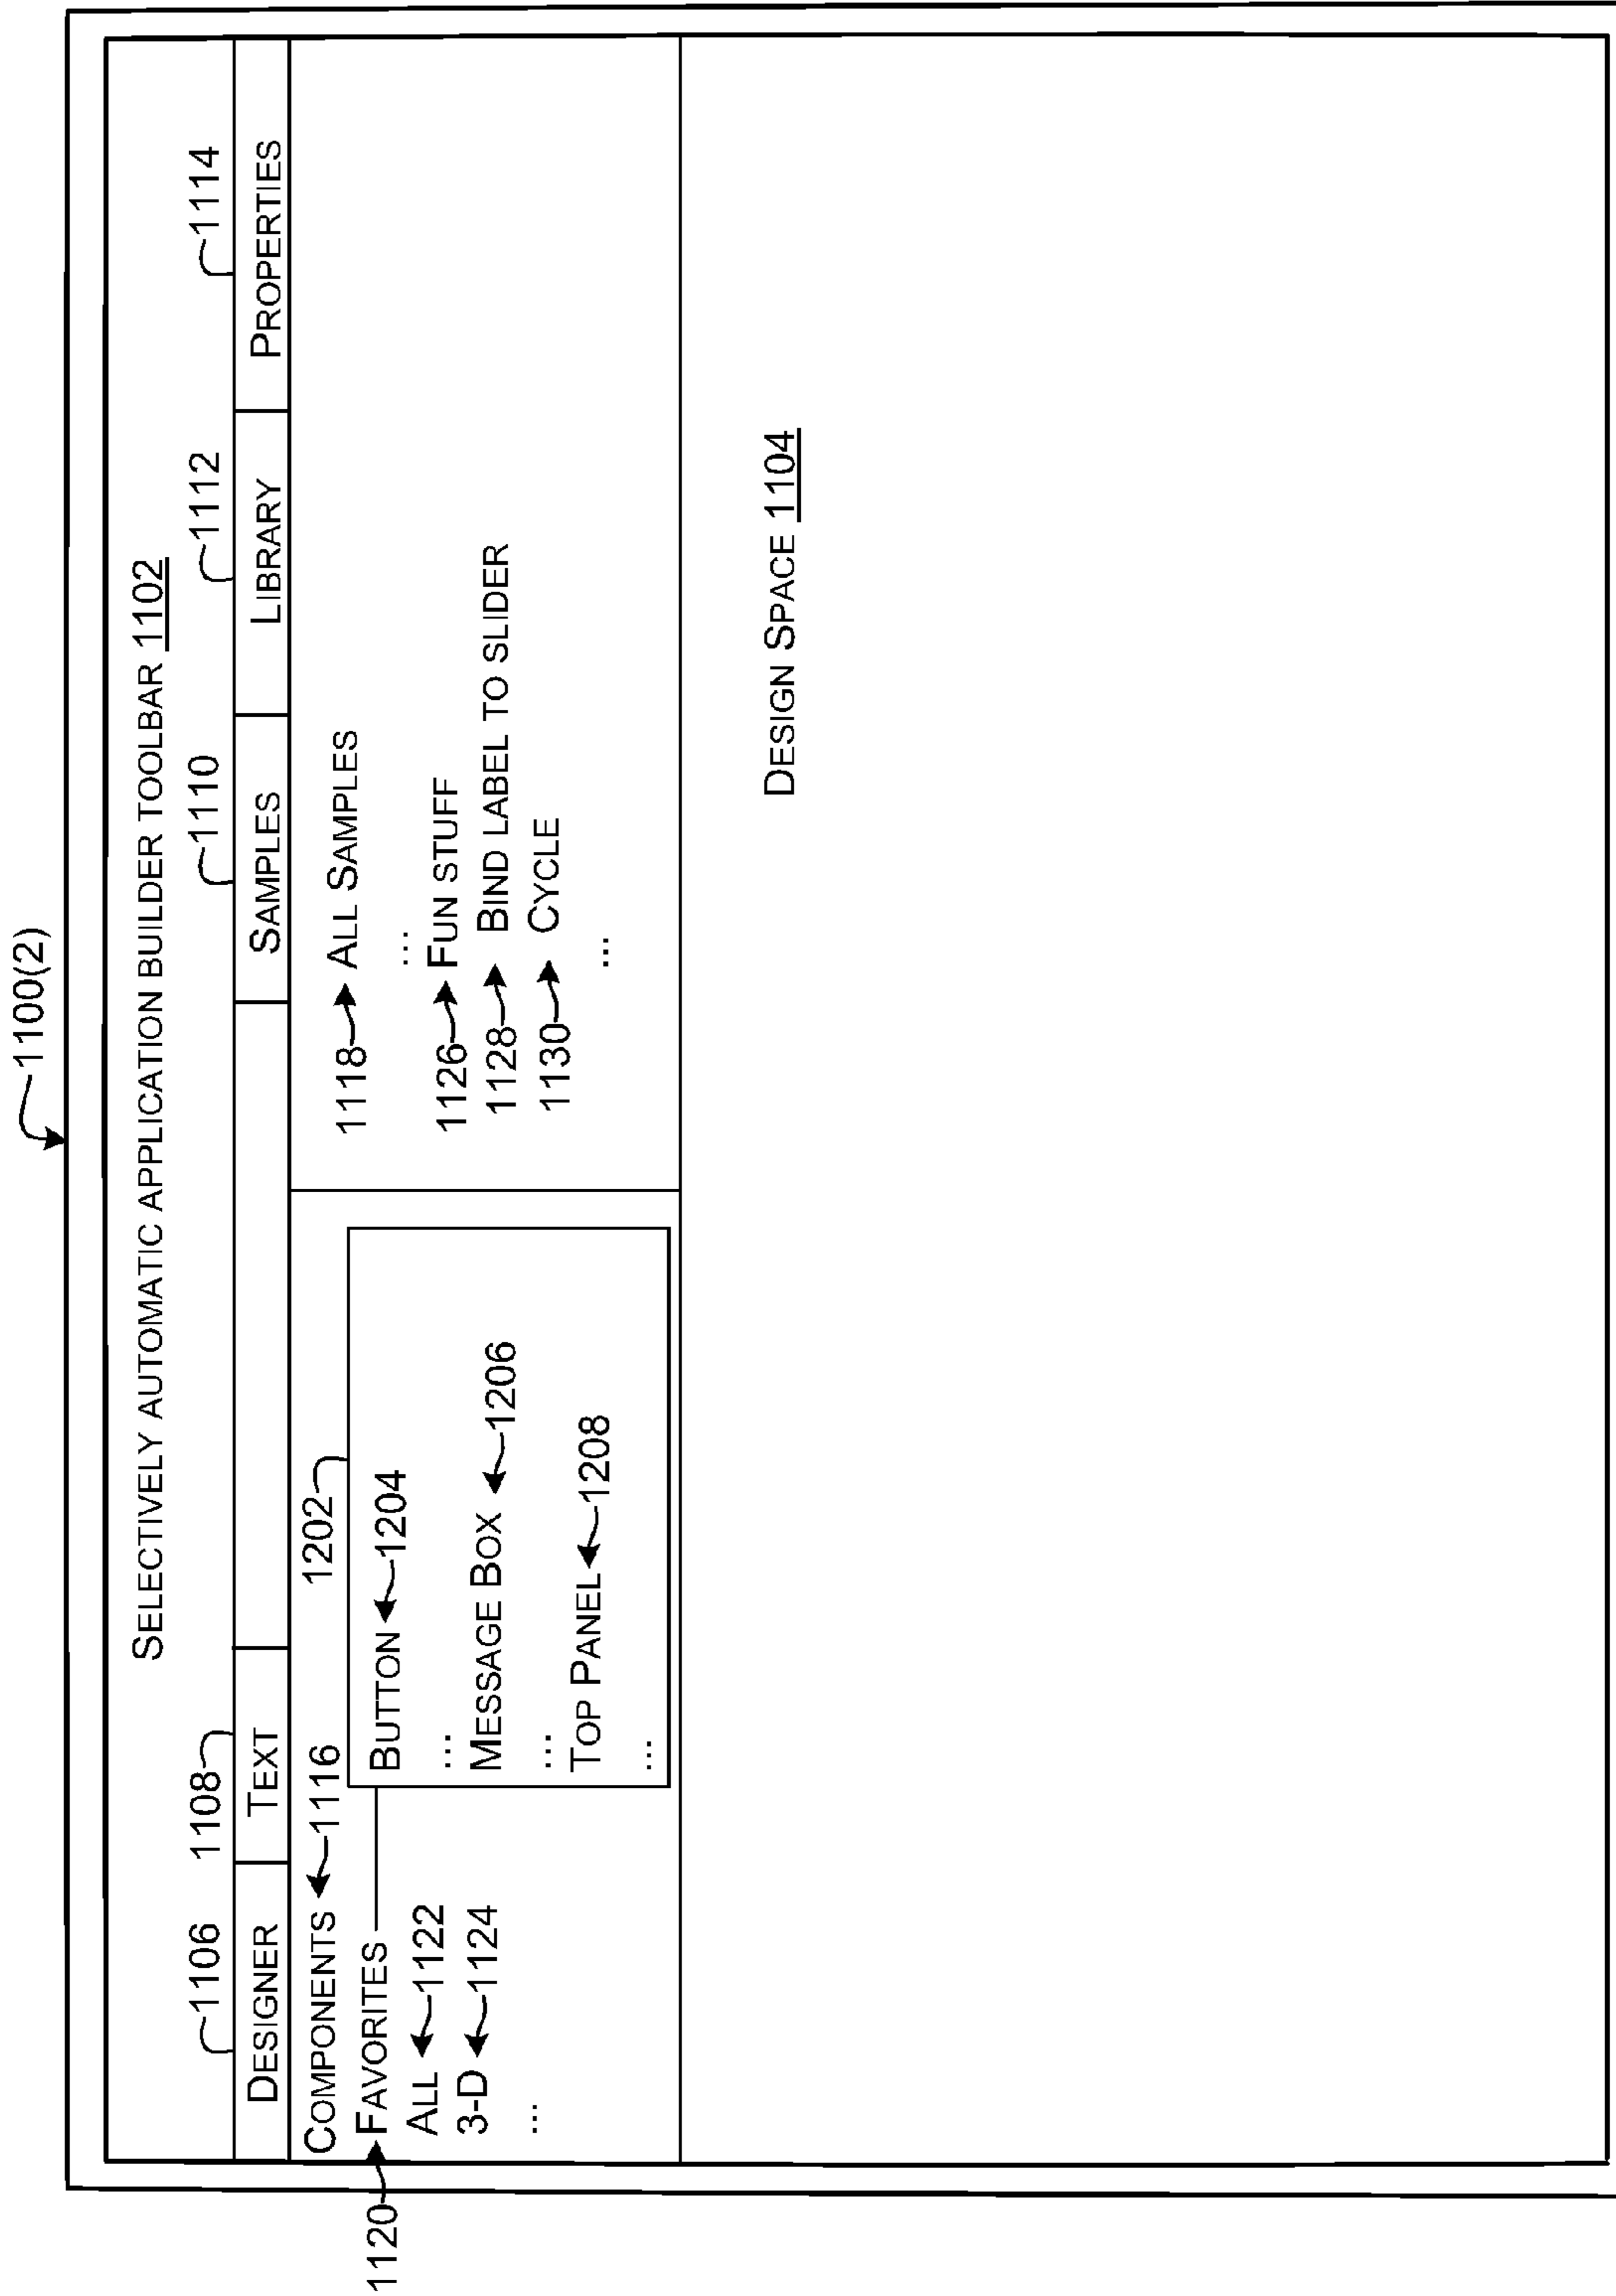 1100(2)
SELECTIVELY AUTOMATIC APPLICATION BUILDER TOOLBAR 1102
1106 1108 1110 1112 1114
DESIGNER TEXT SAMPLES LIBRARY PROPERTIES
COMPONENTS 1116 1202
1120 FAVORITES
ALL 1122
3-D 1124
...
BUTTON 1204
...
MESSAGE BOX 1206
...
TOP PANEL 1208
...
1118 ALL SAMPLES
...
1126 FUN STUFF
1128 BIND LABEL TO SLIDER
1130 CYCLE
...
DESIGN SPACE 1104